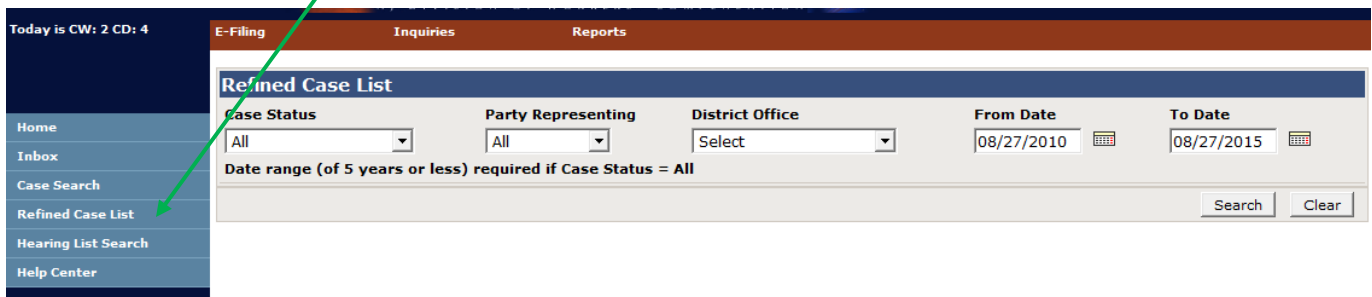 Today is CW: 2 CD: 4
E-Filing Inquiries Reports
Refined Case List
Case Status Party Representing District Office From Date To Date
All All Select 08/27/2010 08/27/2015
Date range (of 5 years or less) required if Case Status = All
Search Clear
Home
Inbox
Case Search
Refined Case List
Hearing List Search
Help Center